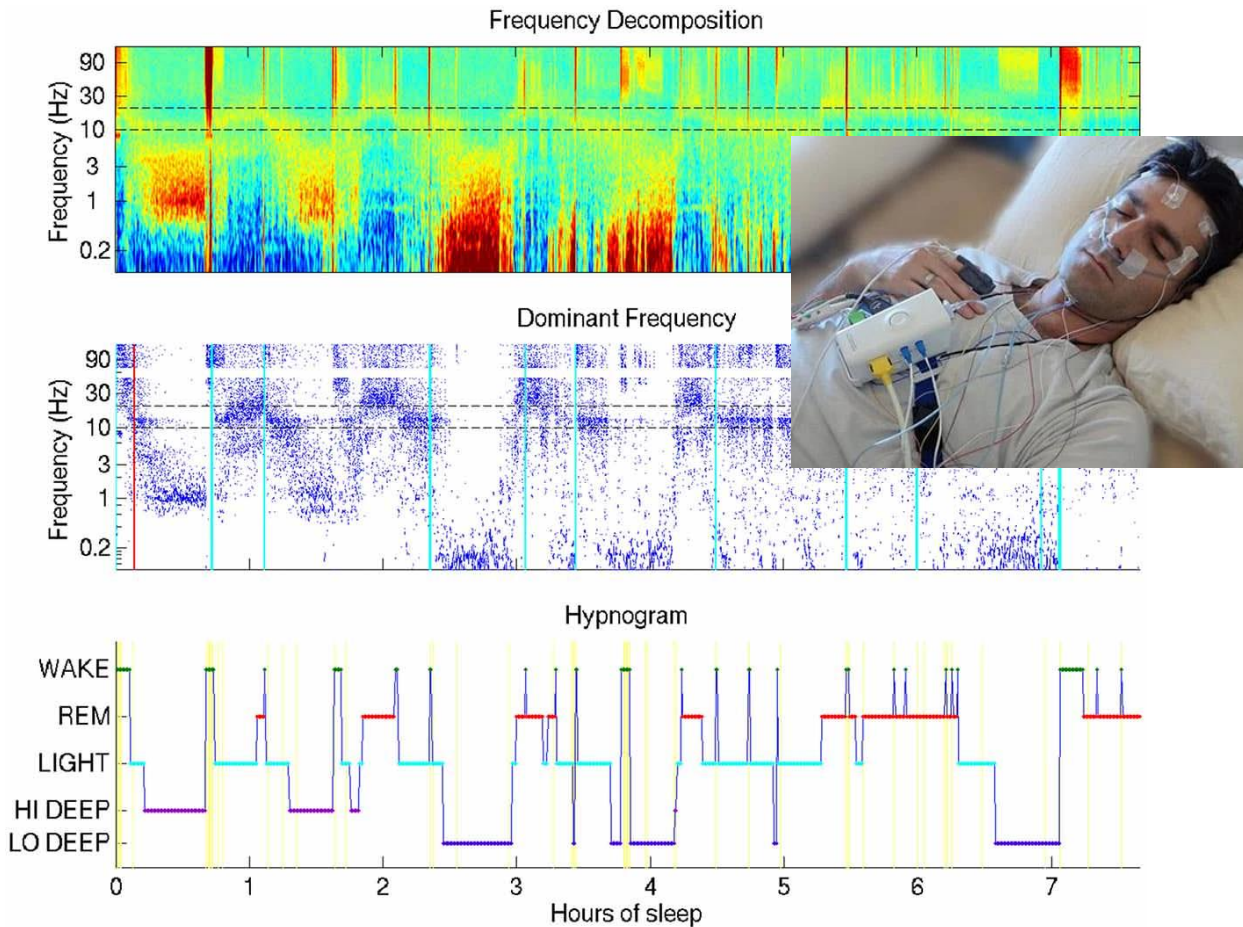 Frequency Decomposition
Frequency (Hz)
90
30
10
3
1
0.2
Dominant Frequency
Frequency (Hz)
90
30
10
3
1
0.2
Hypnogram
WAKE
REM
LIGHT
HI DEEP
LO DEEP
0 1 2 3 4 5 6 7
Hours of sleep